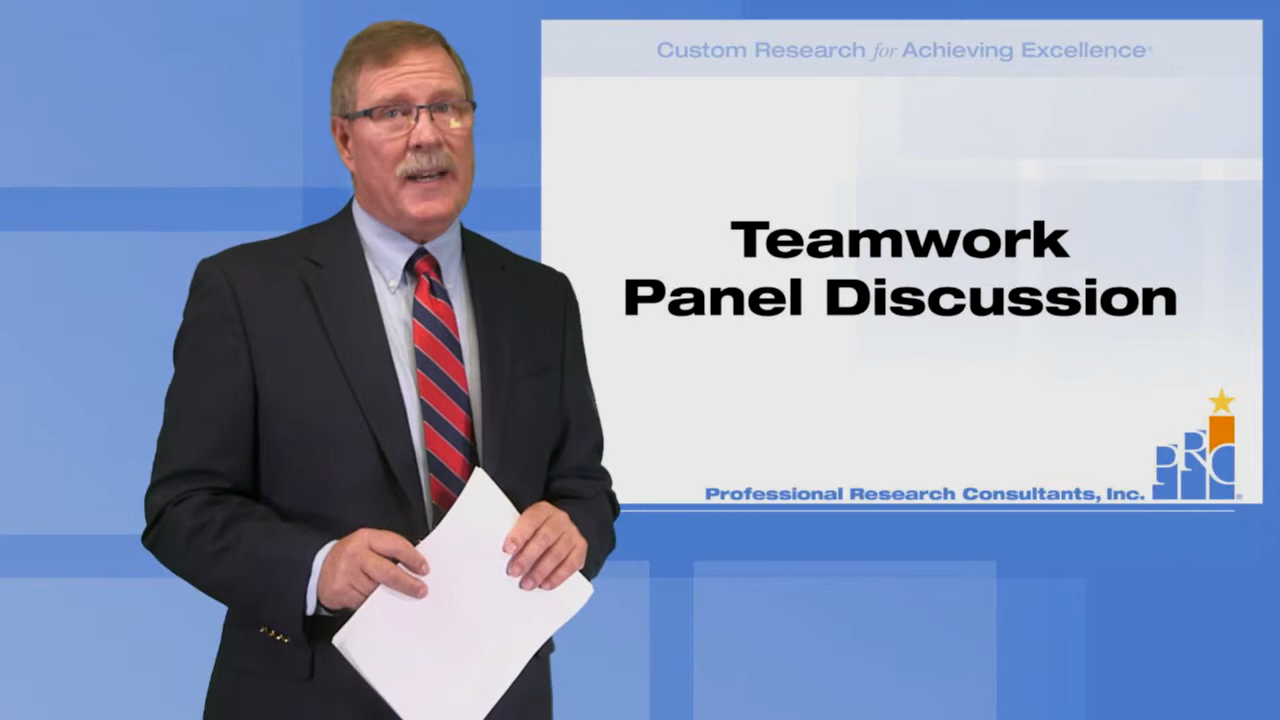 Custom Research for Achieving Excellence®
Teamwork
Panel Discussion
PRC
Professional Research Consultants, Inc.